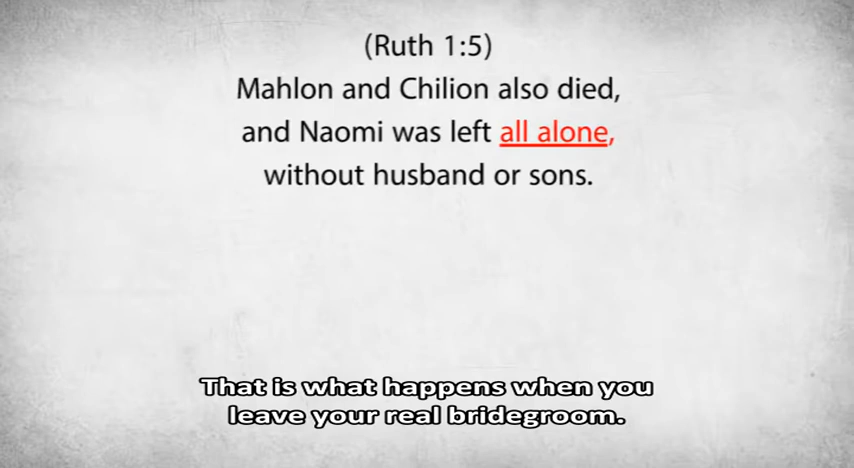 (Ruth 1:5)
Mahlon and Chilion also died,
and Naomi was left all alone,
without husband or sons.
That is what happens when you
leave your real bridegroom.